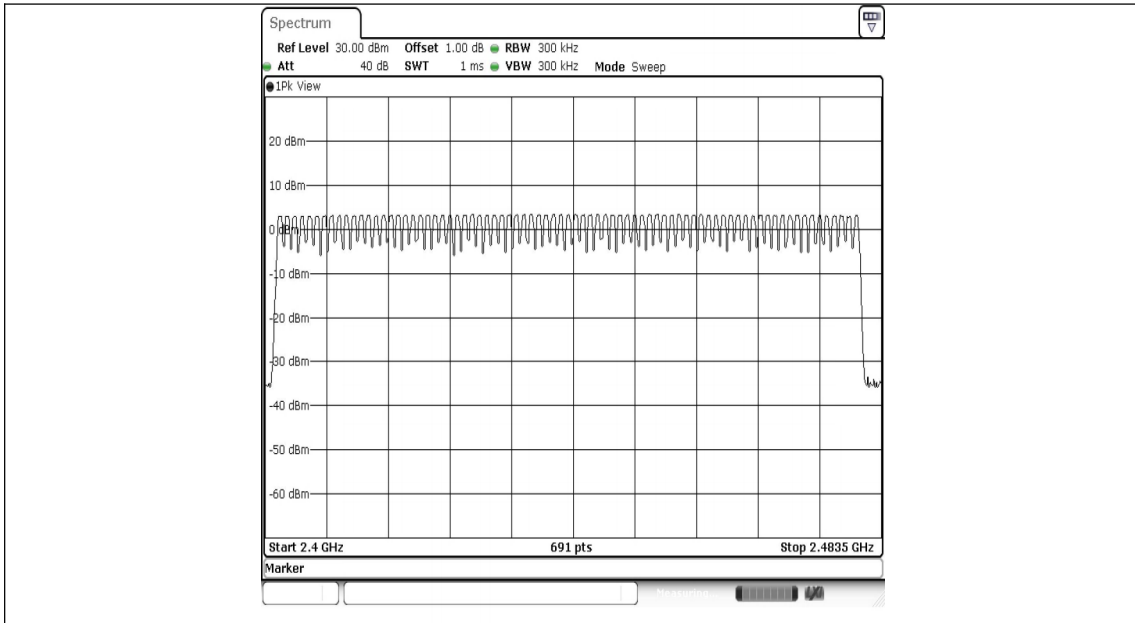 Spectrum
Ref Level 30.00 dBm Offset 1.00 dB RBW 300 kHz
Att 40 dB SWT 1 ms VBW 300 kHz Mode Sweep
1Pk View
20 dBm
10 dBm
0 dBm
-10 dBm
-20 dBm
-30 dBm
-40 dBm
-50 dBm
-60 dBm
Start 2.4 GHz 691 pts Stop 2.4835 GHz
Marker
Measuring